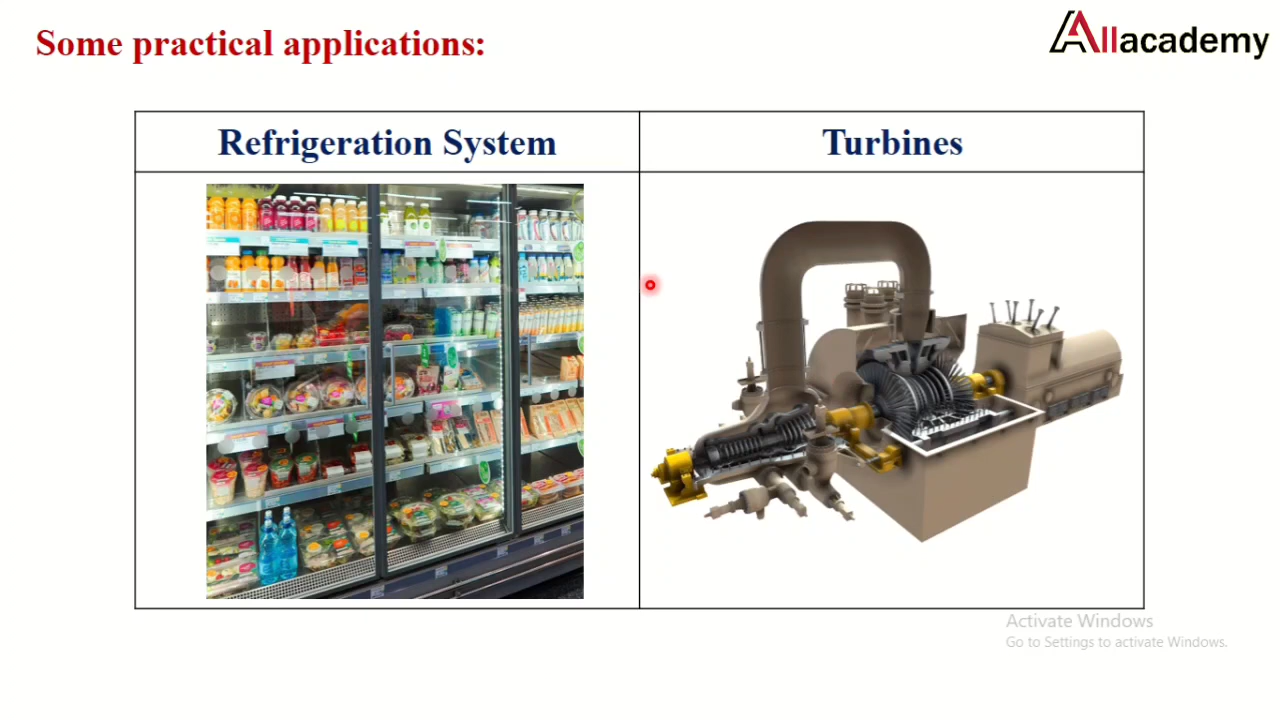 Some practical applications:
Allacademy
Refrigeration System
Turbines
Activate Windows
Go to Settings to activate Windows.